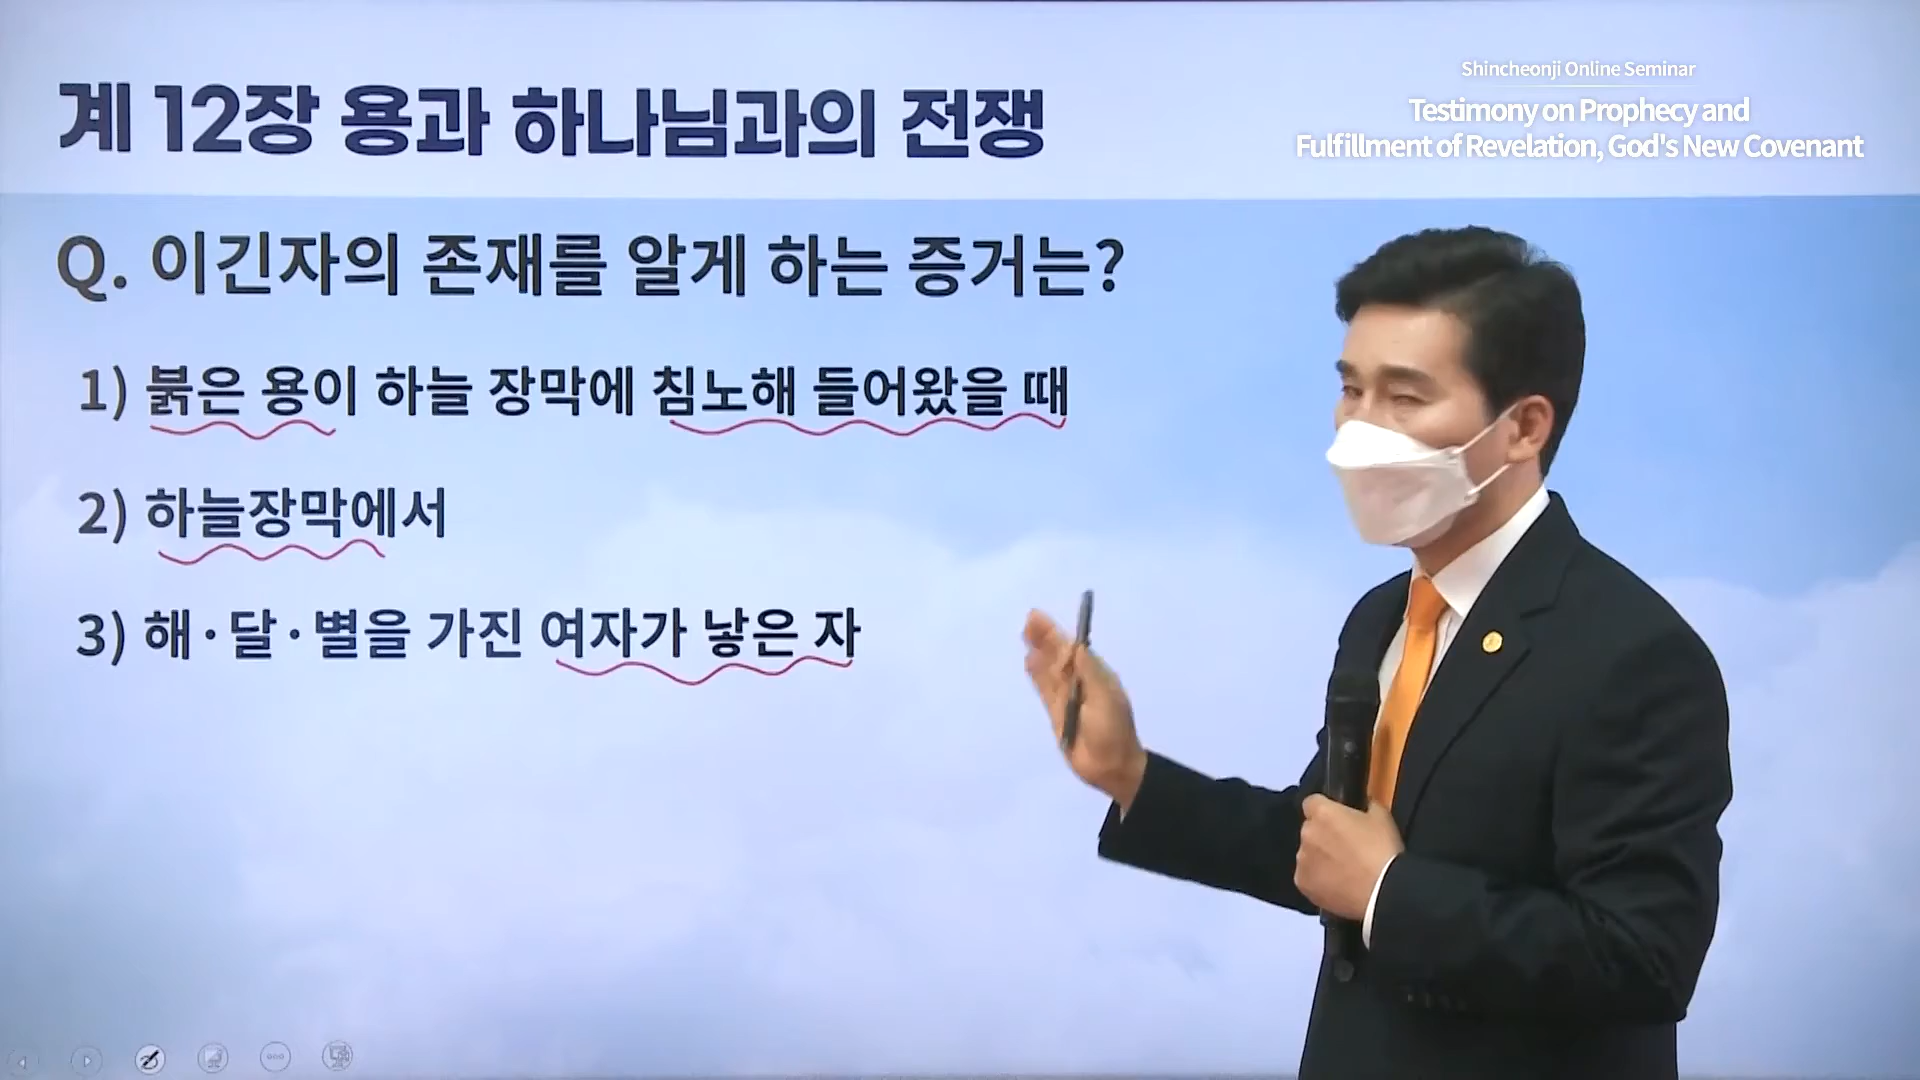 계 12장 용과 하나님과의 전쟁
Shincheonji Online Seminar
Testimony on Prophecy and
Fulfillment of Revelation, God's New Covenant
Q. 이긴자의 존재를 알게 하는 증거는?
1) 붉은 용이 하늘 장막에 침노해 들어왔을 때
2) 하늘장막에서
3) 해·달·별을 가진 여자가 낳은 자